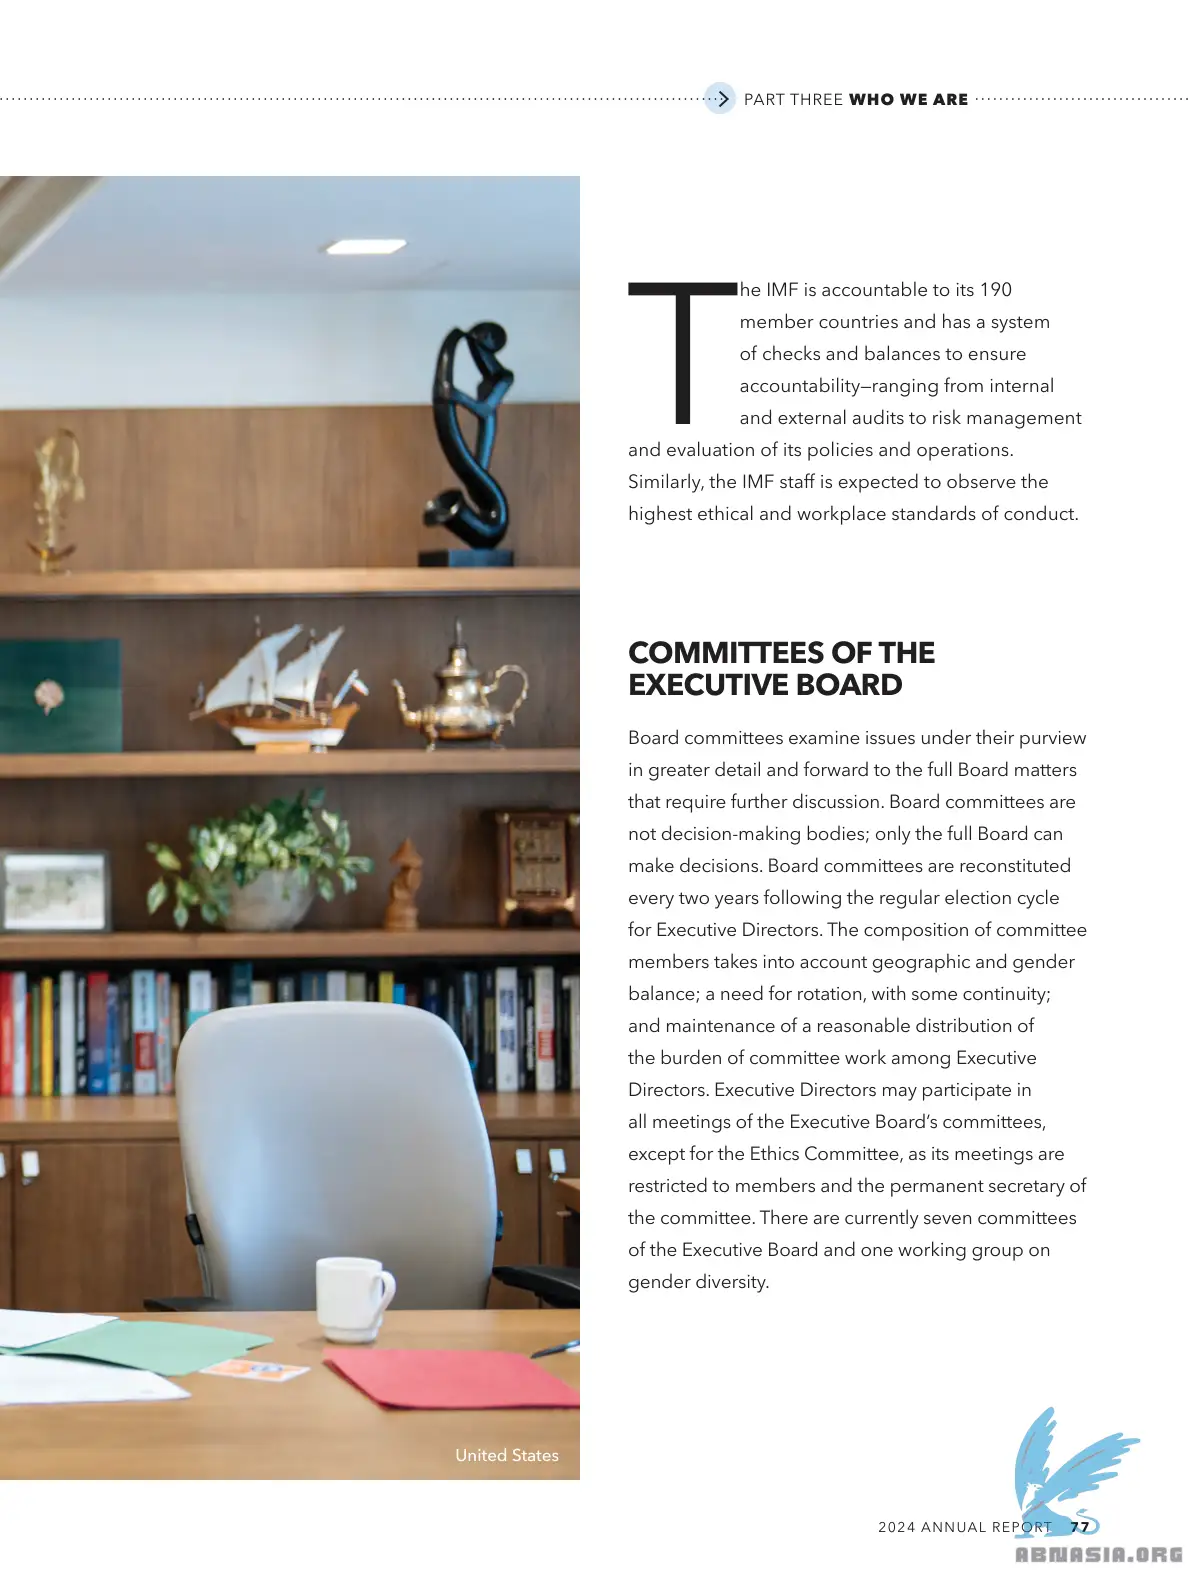 PART THREE WHO WE ARE
The IMF is accountable to its 190
member countries and has a system
of checks and balances to ensure
accountability—ranging from internal
and external audits to risk management
and evaluation of its policies and operations.
Similarly, the IMF staff is expected to observe the
highest ethical and workplace standards of conduct.
COMMITTEES OF THE
EXECUTIVE BOARD
Board committees examine issues under their purview
in greater detail and forward to the full Board matters
that require further discussion. Board committees are
not decision-making bodies; only the full Board can
make decisions. Board committees are reconstituted
every two years following the regular election cycle
for Executive Directors. The composition of committee
members takes into account geographic and gender
balance; a need for rotation, with some continuity;
and maintenance of a reasonable distribution of
the burden of committee work among Executive
Directors. Executive Directors may participate in
all meetings of the Executive Board’s committees,
except for the Ethics Committee, as its meetings are
restricted to members and the permanent secretary of
the committee. There are currently seven committees
of the Executive Board and one working group on
gender diversity.
United States
2024 ANNUAL REPORT 77
ABNASIA.ORG